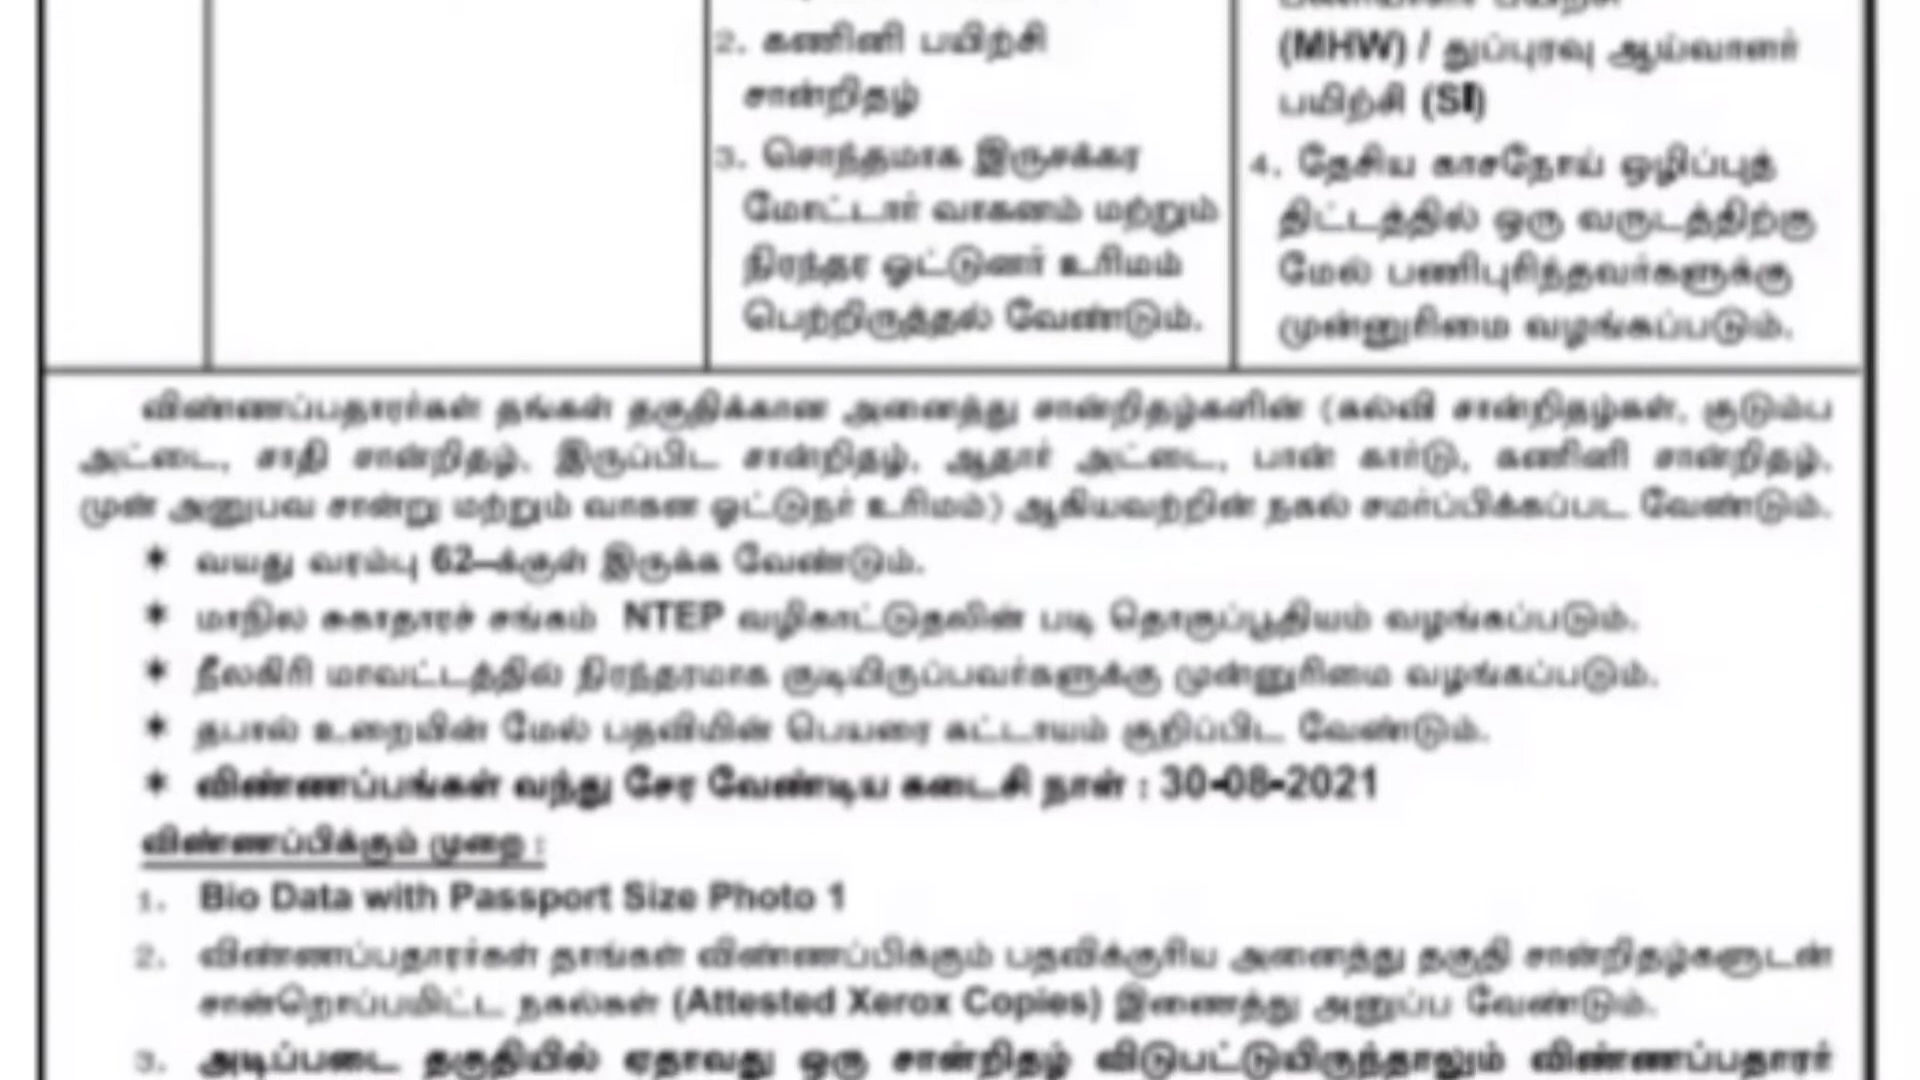 2. கணினி பயிற்சி
சான்றிதழ்
3. சொந்தமாக இருசக்கர
மோட்டார் வாகனம் மற்றும்
நிரந்தர ஓட்டுனர் உரிமம்
பெற்றிருத்தல் வேண்டும்.
(MHW) / துப்புரவு ஆய்வாளர்
பயிற்சி (SI)
4. தேசிய காசநோய் ஒழிப்புத்
திட்டத்தில் ஒரு வருடத்திற்கு
மேல் பணிபுரிந்தவர்களுக்கு
முன்னுரிமை வழங்கப்படும்.
விண்ணப்பதாரர்கள் தங்கள் தகுதிக்கான அனைத்து சான்றிதழ்களின் (கல்வி சான்றிதழ்கள், குடும்ப
அட்டை, சாதி சான்றிதழ், இருப்பிட சான்றிதழ், ஆதார் அட்டை, பான் கார்டு, கணினி சான்றிதழ்,
முன் அனுபவ சான்று மற்றும் வாகன ஓட்டுநர் உரிமம்) ஆகியவற்றின் நகல் சமர்ப்பிக்கப்பட வேண்டும்.
✶ வயது வரம்பு 62–க்குள் இருக்க வேண்டும்.
✶ மாநில சுகாதாரச் சங்கம் NTEP வழிகாட்டுதலின் படி தொகுப்பூதியம் வழங்கப்படும்.
✶ நீலகிரி மாவட்டத்தில் நிரந்தரமாக குடியிருப்பவர்களுக்கு முன்னுரிமை வழங்கப்படும்.
✶ தபால் உறையின் மேல் பதவிமின் பெயரை கட்டாயம் குறிப்பிட வேண்டும்.
✶ விண்ணப்பங்கள் வந்து சேர வேண்டிய கடைசி நாள் : 30-08-2021
விண்ணப்பிக்கும் முறை :
1. Bio Data with Passport Size Photo 1
2. விண்ணப்பதாரர்கள் தாங்கள் விண்ணப்பிக்கும் பதவிக்குரிய அனைத்து தகுதி சான்றிதழ்களுடன்
சான்றொப்பமிட்ட நகல்கள் (Attested Xerox Copies) இணைத்து அனுப்ப வேண்டும்.
3. அடிப்படை தகுதியில் ஏதாவது ஒரு சான்றிதழ் விடுபட்டுயிருந்தாலும் விண்ணப்பதாரர்